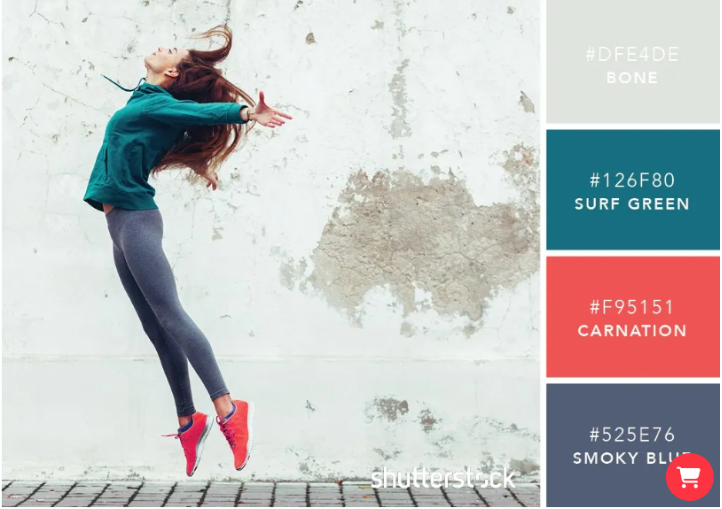 #DFE4DE
BONE
#126F80
SURF GREEN
#F95151
CARNATION
#525E76
SMOKY BLUE
shutterstock